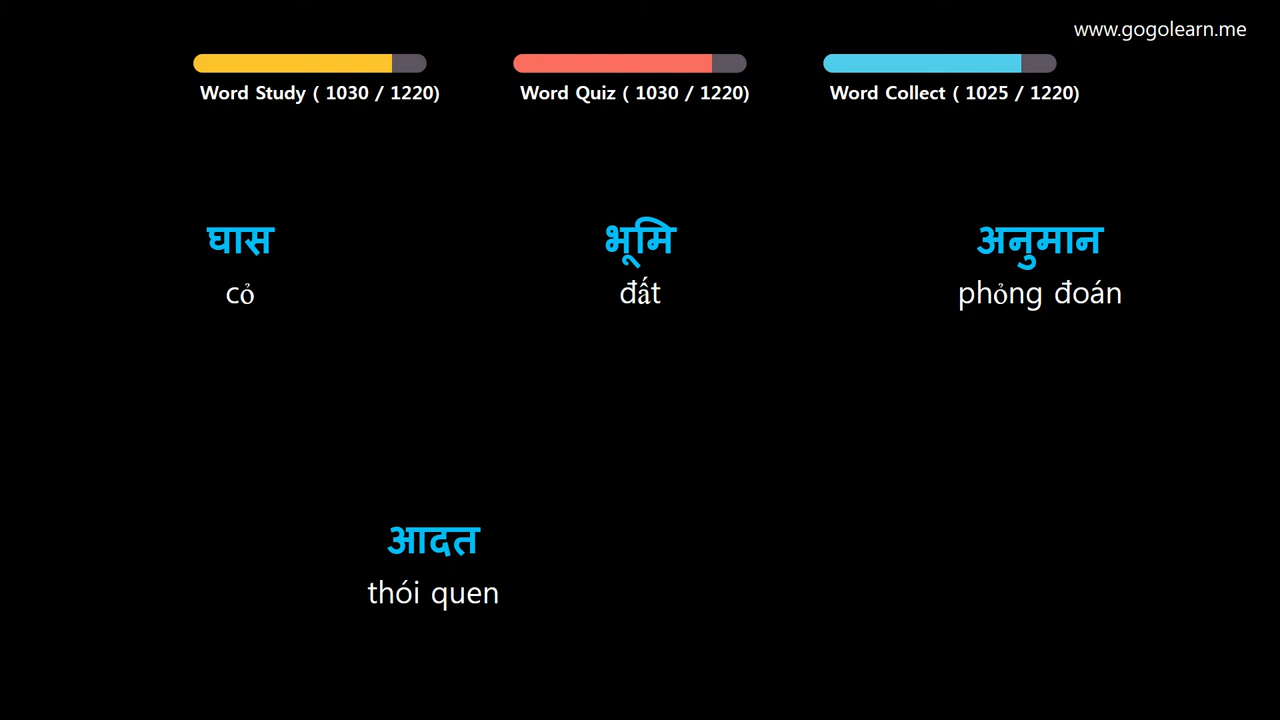 www.gogolearn.me
Word Study ( 1030 / 1220)
Word Quiz ( 1030 / 1220)
Word Collect ( 1025 / 1220)
घास
cỏ
भूमि
đất
अनुमान
phỏng đoán
आदत
thói quen